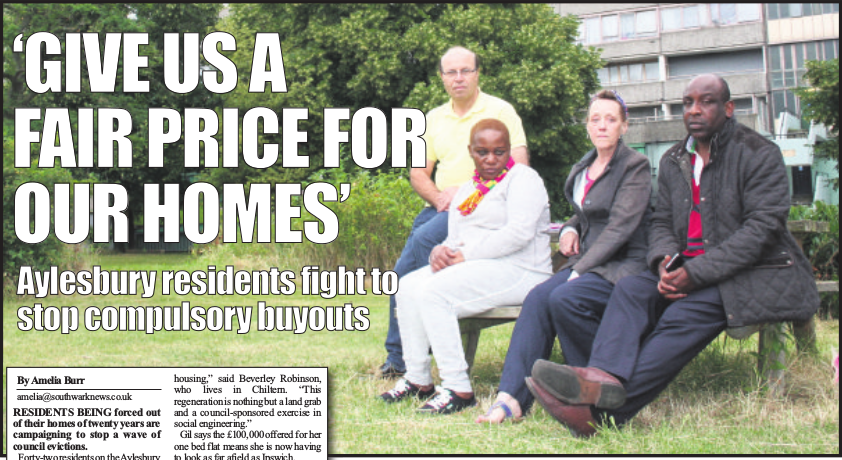 ‘GIVE US A
FAIR PRICE FOR
OUR HOMES’
Aylesbury residents fight to
stop compulsory buyouts
By Amelia Burr
amelia@southwarknews.co.uk
RESIDENTS BEING forced out
of their homes of twenty years are
campaigning to stop a wave of
council evictions.
Forty-two residents on the Aylesbury
housing,” said Beverley Robinson,
who lives in Chiltern. “This
regeneration is nothing but a land grab
and a council-sponsored exercise in
social engineering.”
Gil says the £100,000 offered for her
one bed flat means she is now having
to look as far afield as Ipswich.